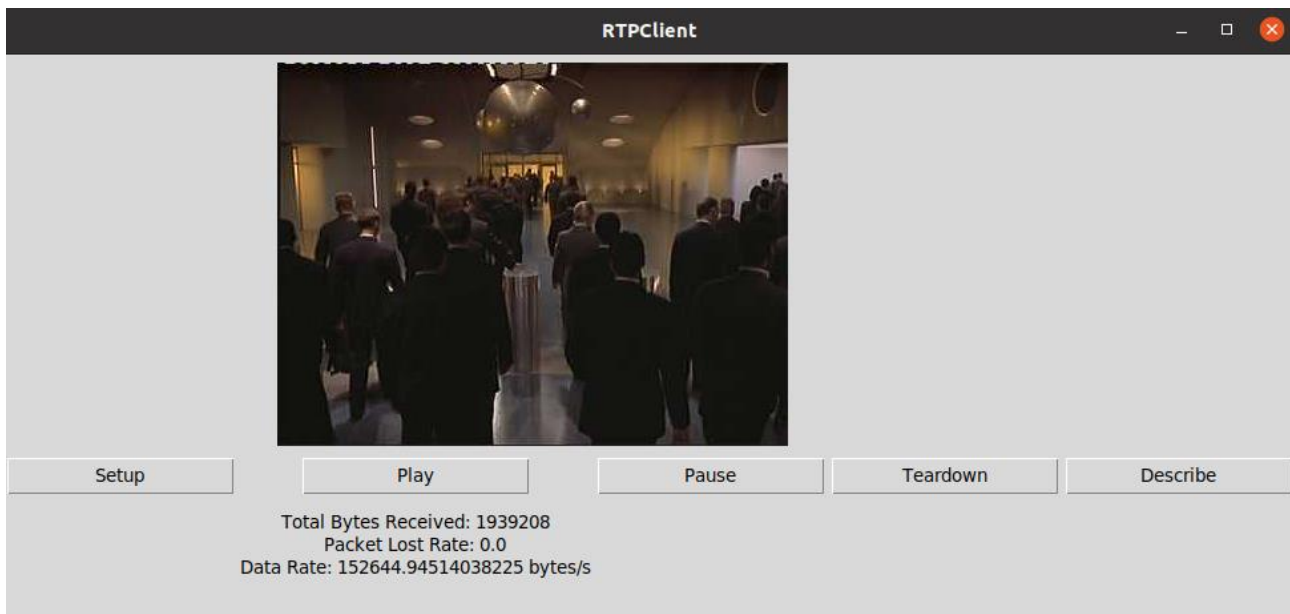 RTPClient
Setup Play Pause Teardown Describe
Total Bytes Received: 1939208
Packet Lost Rate: 0.0
Data Rate: 152644.94514038225 bytes/s